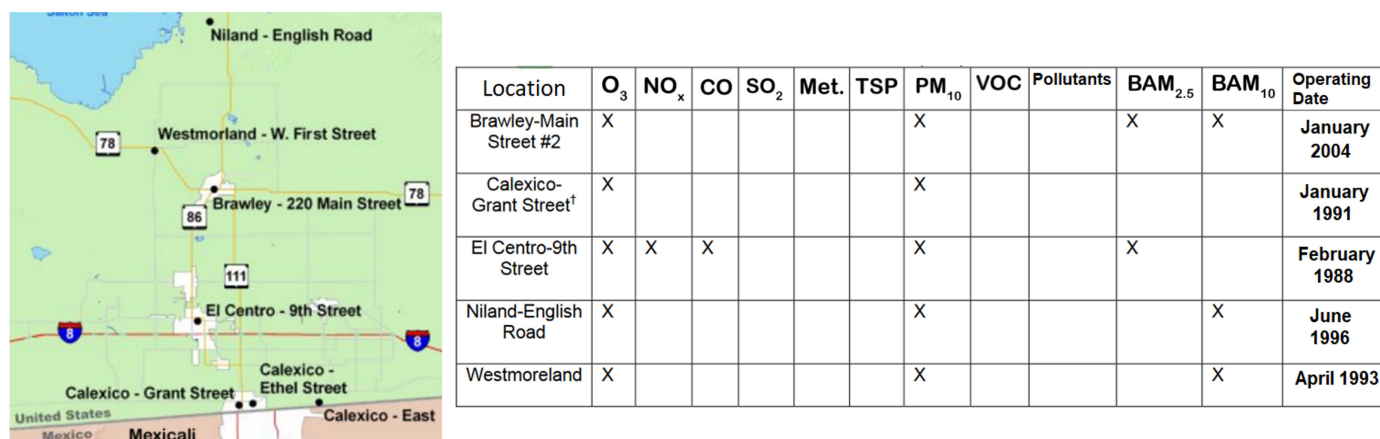 Salton Sea
Niland - English Road
Westmorland - W. First Street
78
78
Brawley - 220 Main Street
86
111
El Centro - 9th Street
8
8
Calexico -
Ethel Street
Calexico - Grant Street
Calexico - East
United States
Mexico
Mexicali
Location O₃ NOₓ CO SO₂ Met. TSP PM₁₀ VOC Pollutants BAM₂.₅ BAM₁₀ Operating
Date
Brawley-Main
Street #2 X X X X January
2004
Calexico-
Grant Street† X X January
1991
El Centro-9th
Street X X X X X February
1988
Niland-English
Road X X X June
1996
Westmoreland X X X April 1993